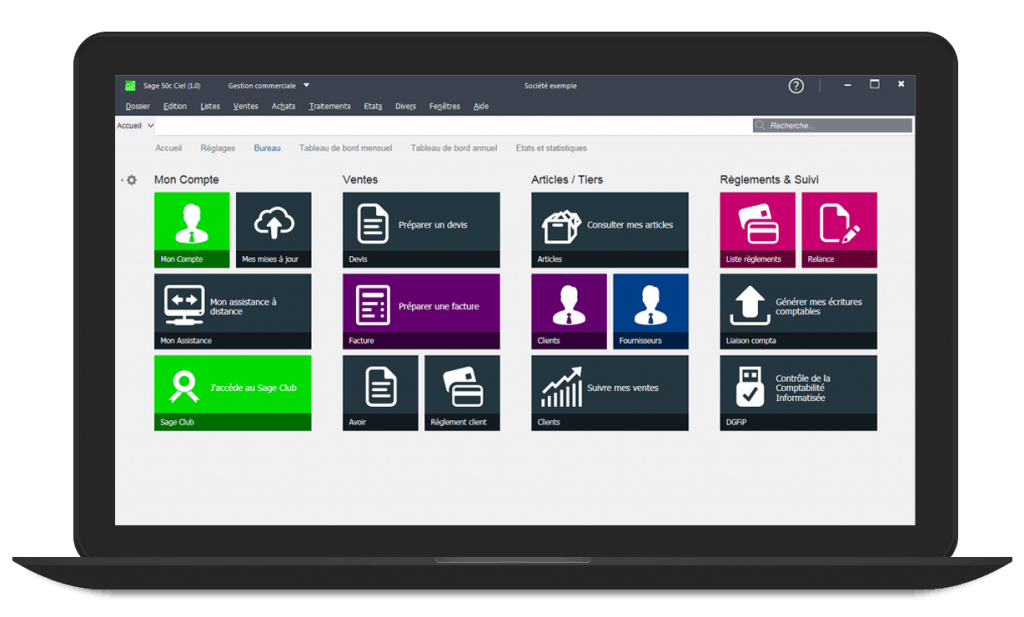 Sage 50c Ciel (1.0)
Gestion commerciale
Société exemple
?
Dossier Edition Listes Ventes Achats Traitements Etats Divers Fenêtres Aide
Accueil
Recherche...
Accueil Réglages Bureau Tableau de bord mensuel Tableau de bord annuel Etats et statistiques
Mon Compte
Mon Compte
Mes mises à jour
Mon assistance à
distance
Mon Assistance
J'accède au Sage Club
Sage Club
Ventes
Préparer un devis
Devis
Préparer une facture
Facture
Avoir
Règlement client
Articles / Tiers
Consulter mes articles
Articles
Clients
Fournisseurs
Suivre mes ventes
Clients
Règlements & Suivi
Liste règlements
Relance
Générer mes écritures
comptables
Liaison compta
Contrôle de la
Comptabilité
Informatisée
DGFiP